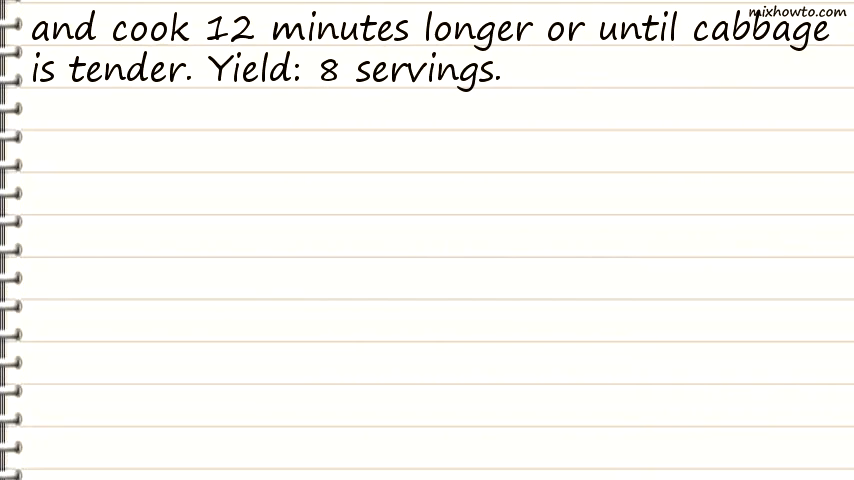 mixhowto.com
and cook 12 minutes longer or until cabbage
is tender. Yield: 8 servings.